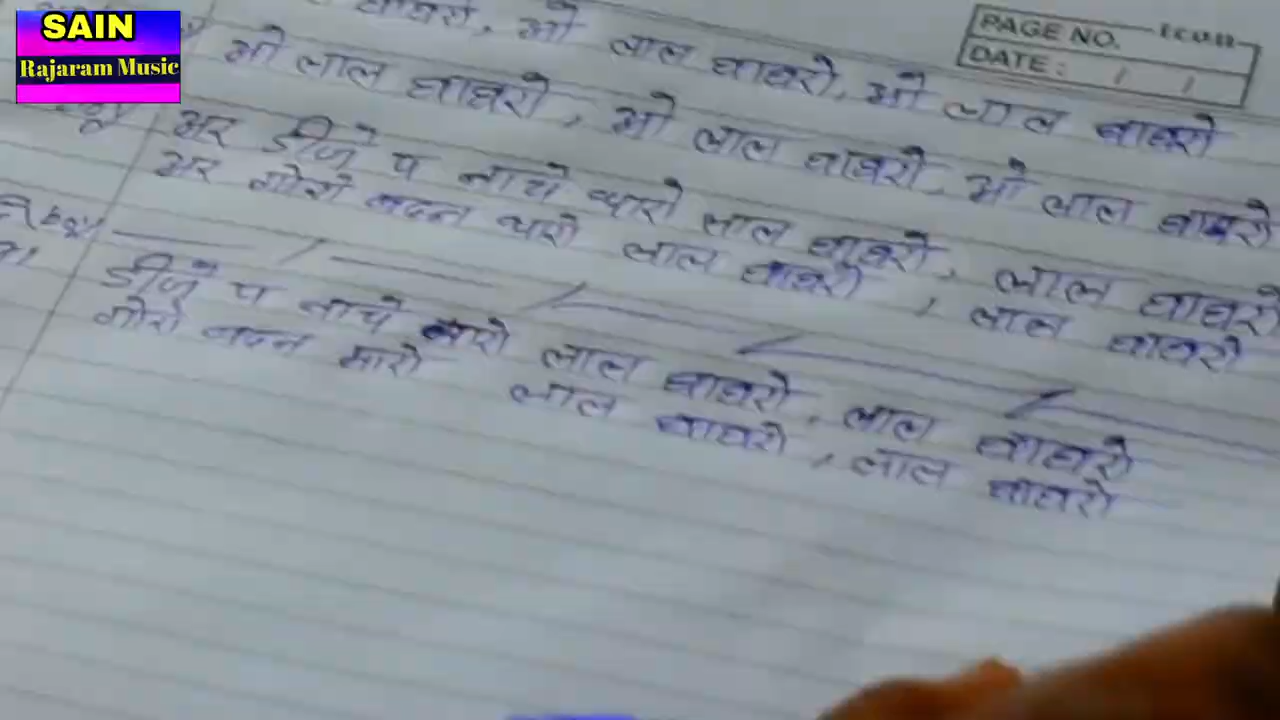 SAIN
Rajaram Music
PAGE NO.
DATE: / /
घाघरो, ओ लाल घाघरो, ओ लाल घाघरो
ओ लाल घाघरो, ओ लाल घाघरो, ओ लाल घाघरो
अर डीजे प नाचे थारो लाल घाघरो, लाल घाघरो
अर गोरो बदन थारो लाल घाघरो, लाल घाघरो
डीजे प नाचे मारो लाल घाघरो, लाल घाघरो
गोरो बदन मारो लाल घाघरो, लाल घाघरो